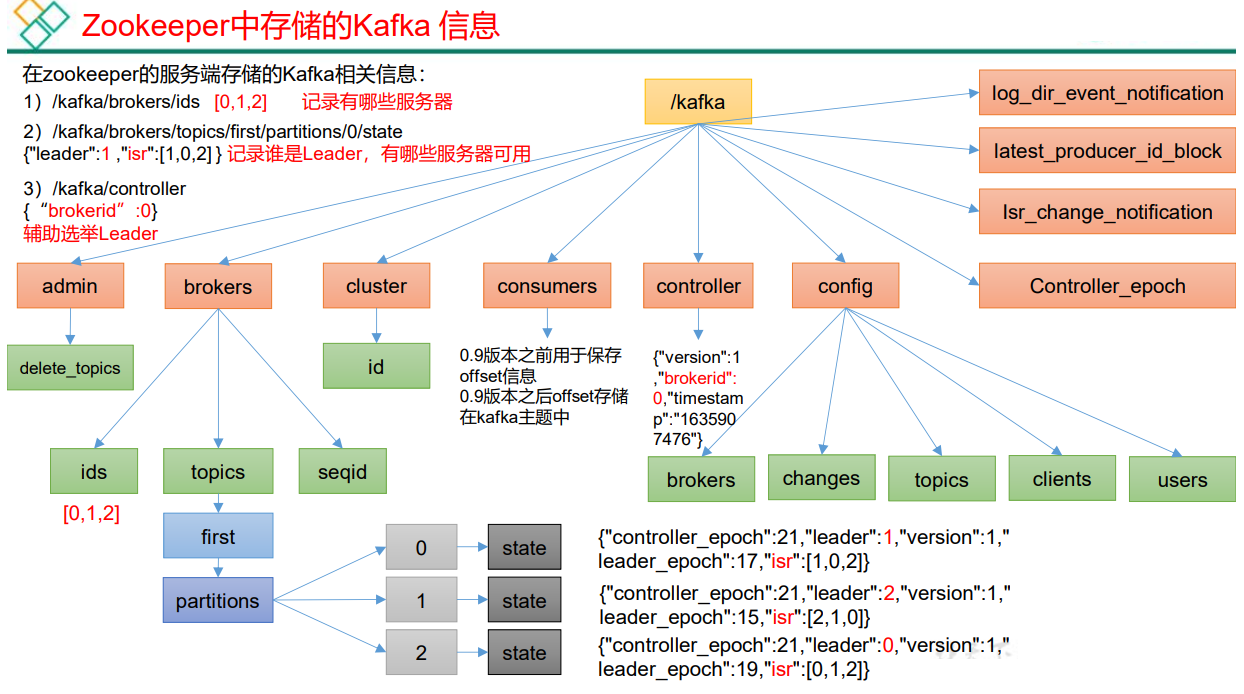 Zookeeper中存储的Kafka 信息
在zookeeper的服务端存储的Kafka相关信息：
1）/kafka/brokers/ids [0,1,2] 记录有哪些服务器
2）/kafka/brokers/topics/first/partitions/0/state
{"leader":1 ,"isr":[1,0,2] } 记录谁是Leader，有哪些服务器可用
3）/kafka/controller
{ “brokerid” :0}
辅助选举Leader
/kafka
log_dir_event_notification
latest_producer_id_block
Isr_change_notification
Controller_epoch
admin
brokers
cluster
consumers
controller
config
delete_topics
id
0.9版本之前用于保存
offset信息
0.9版本之后offset存储
在kafka主题中
{"version":1
,"brokerid":
0,"timestam
p":"163590
7476"}
ids
topics
seqid
brokers
changes
topics
clients
users
[0,1,2]
first
partitions
0
state
{"controller_epoch":21,"leader":1,"version":1,"
leader_epoch":17,"isr":[1,0,2]}
1
state
{"controller_epoch":21,"leader":2,"version":1,"
leader_epoch":15,"isr":[2,1,0]}
2
state
{"controller_epoch":21,"leader":0,"version":1,"
leader_epoch":19,"isr":[0,1,2]}